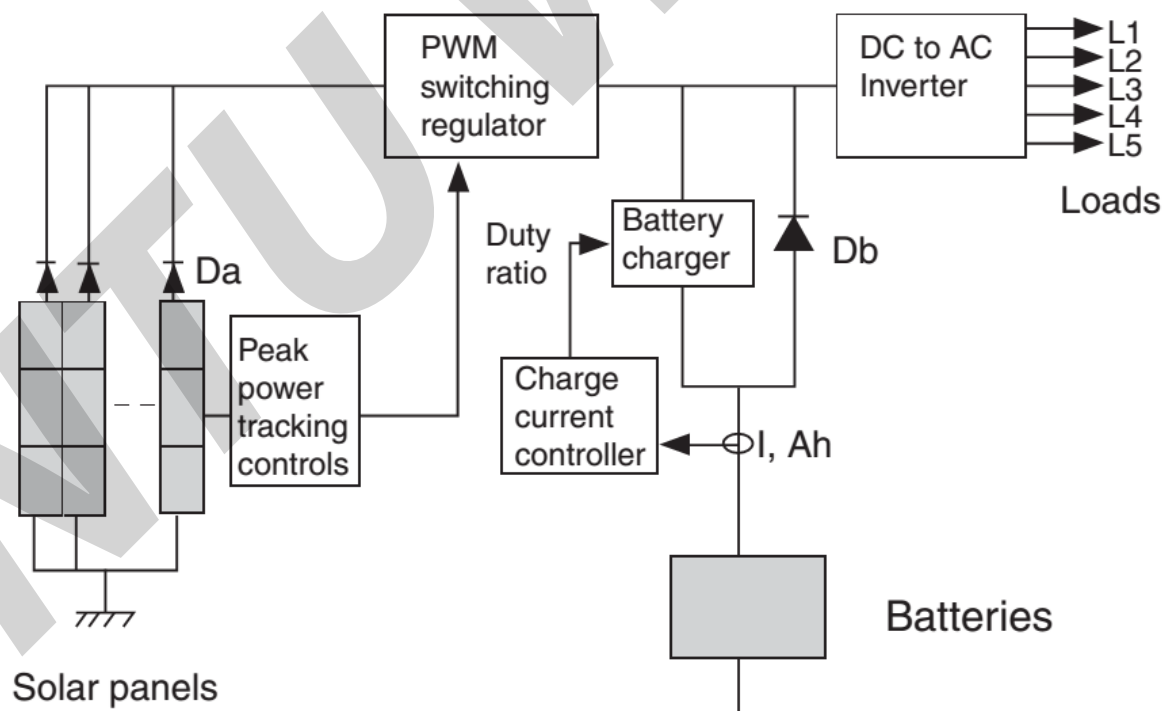 PWM
switching
regulator
DC to AC
Inverter
L1
L2
L3
L4
L5
Loads
Duty
ratio
Battery
charger
Db
Da
Peak
power
tracking
controls
Charge
current
controller
I, Ah
Batteries
Solar panels
NTU